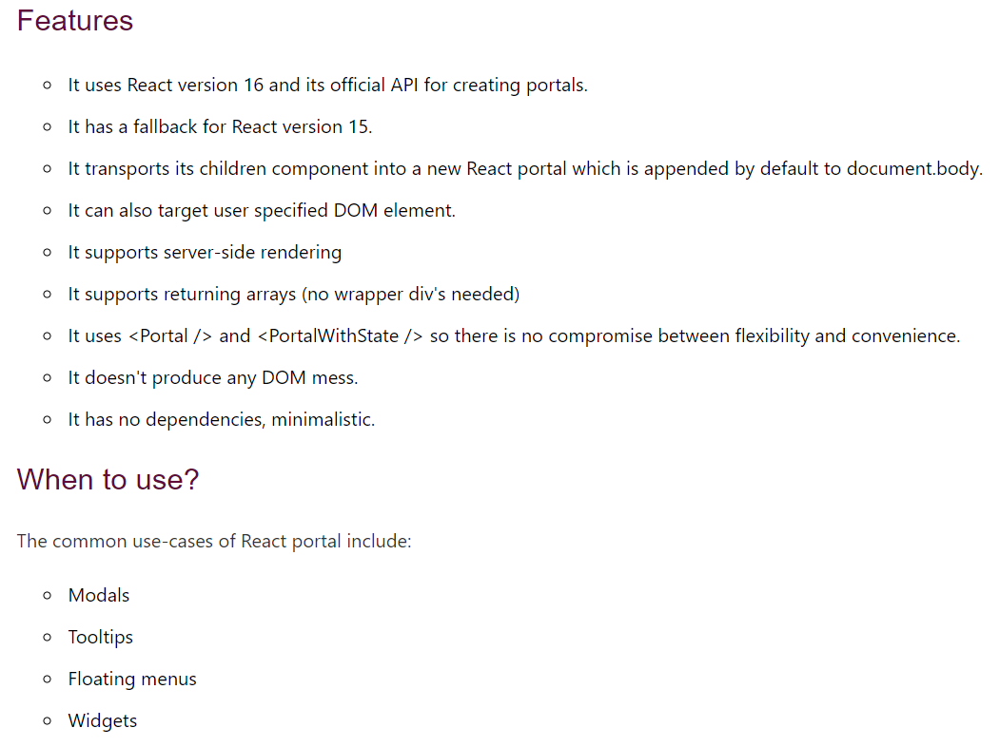 Features
It uses React version 16 and its official API for creating portals.
It has a fallback for React version 15.
It transports its children component into a new React portal which is appended by default to document.body.
It can also target user specified DOM element.
It supports server-side rendering
It supports returning arrays (no wrapper div's needed)
It uses <Portal /> and <PortalWithState /> so there is no compromise between flexibility and convenience.
It doesn't produce any DOM mess.
It has no dependencies, minimalistic.
When to use?
The common use-cases of React portal include:
Modals
Tooltips
Floating menus
Widgets